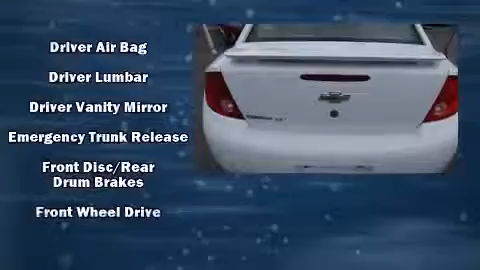 Driver Air Bag
Driver Lumbar
Driver Vanity Mirror
Emergency Trunk Release
Front Disc/Rear
Drum Brakes
Front Wheel Drive